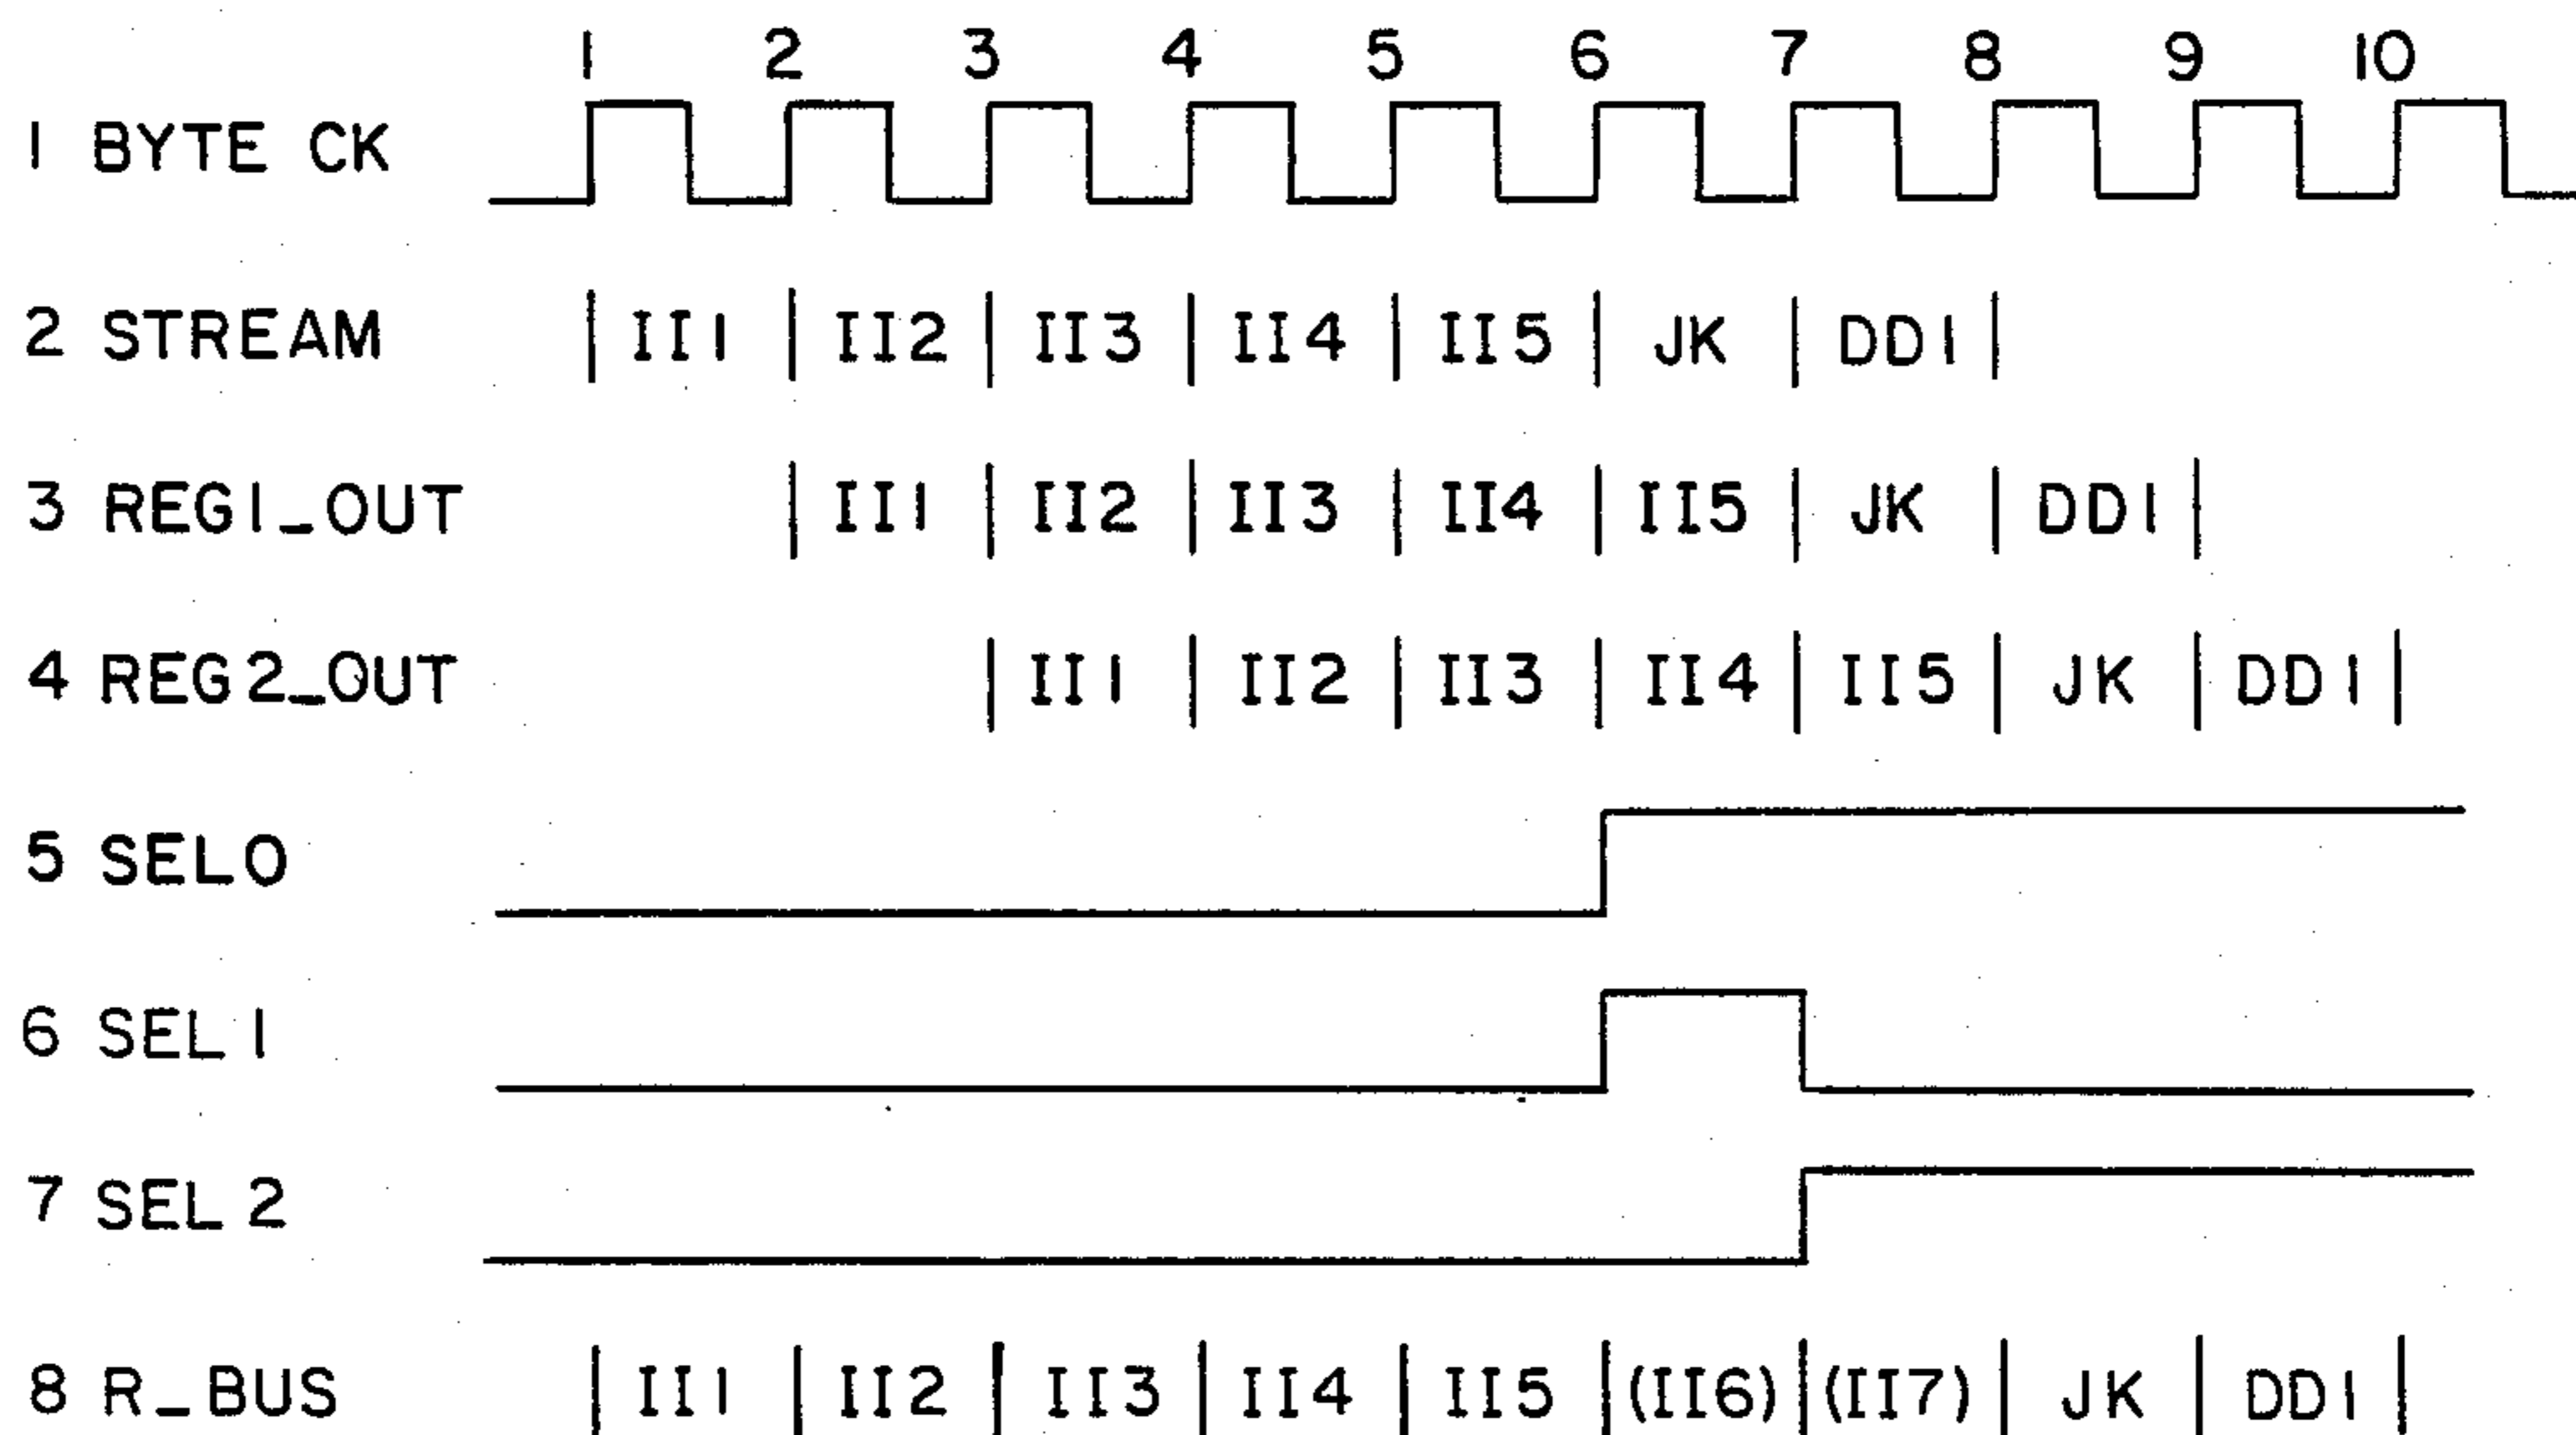 1 2 3 4 5 6 7 8 9 10
1 BYTE CK
2 STREAM | II1 | II2 | II3 | II4 | II5 | JK | DD1 |
3 REG1_OUT | II1 | II2 | II3 | II4 | II5 | JK | DD1 |
4 REG2_OUT | II1 | II2 | II3 | II4 | II5 | JK | DD1 |
5 SEL0
6 SEL1
7 SEL2
8 R_BUS | II1 | II2 | II3 | II4 | II5 | (II6) | (II7) | JK | DD1 |